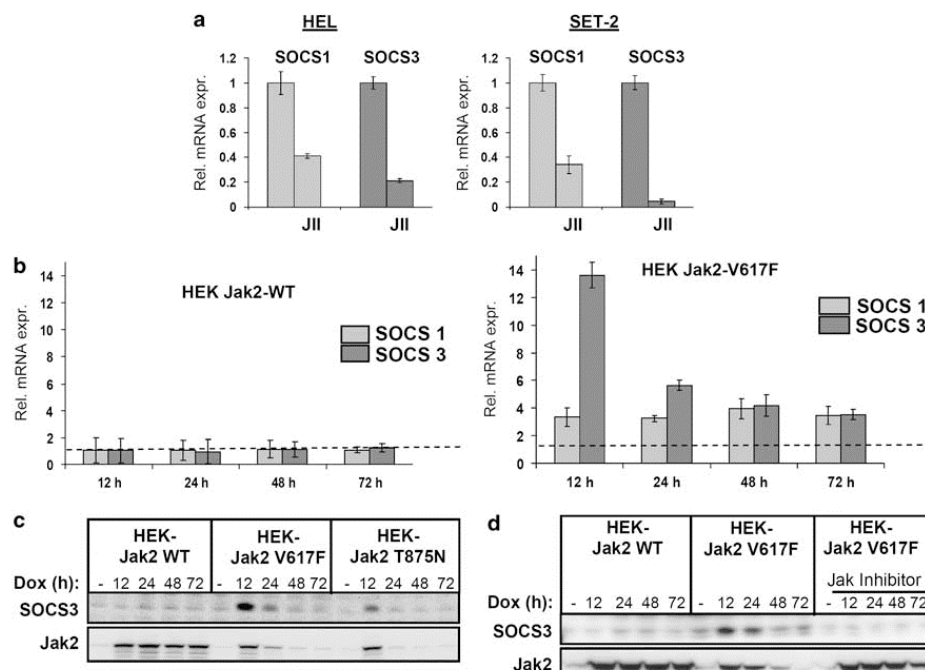 a
HEL
SET-2
SOCS1 SOCS3
SOCS1 SOCS3
Rel. mRNA expr.
1.2
1
0.8
0.6
0.4
0.2
0
JII JII
Rel. mRNA expr.
1.2
1
0.8
0.6
0.4
0.2
0
JII JII
b
HEK Jak2-WT
Rel. mRNA expr.
14
12
10
8
6
4
2
0
SOCS 1
SOCS 3
12 h 24 h 48 h 72 h
HEK Jak2-V617F
Rel. mRNA expr.
14
12
10
8
6
4
2
0
SOCS 1
SOCS 3
12 h 24 h 48 h 72 h
c
HEK-
Jak2 WT
HEK-
Jak2 V617F
HEK-
Jak2 T875N
Dox (h): - 12 24 48 72 - 12 24 48 72 - 12 24 48 72
SOCS3
Jak2
d
HEK-
Jak2 WT
HEK-
Jak2 V617F
HEK-
Jak2 V617F
Jak Inhibitor
Dox (h): - 12 24 48 72 - 12 24 48 72 - 12 24 48 72
SOCS3
Jak2